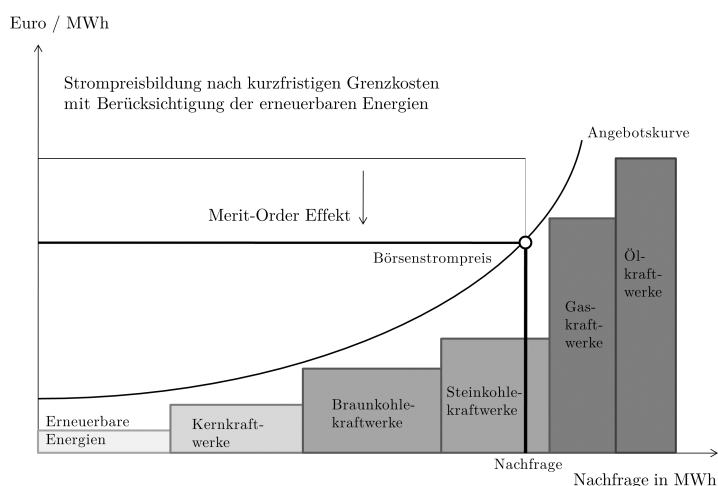 Euro / MWh
Strompreisbildung nach kurzfristigen Grenzkosten
mit Berücksichtigung der erneuerbaren Energien
Angebotskurve
Merit-Order Effekt
Börsenstrompreis
Öl-
kraft-
werke
Gas-
kraft-
werke
Steinkohle-
kraftwerke
Braunkohle-
kraftwerke
Kernkraft-
werke
Erneuerbare
Energien
Nachfrage
Nachfrage in MWh